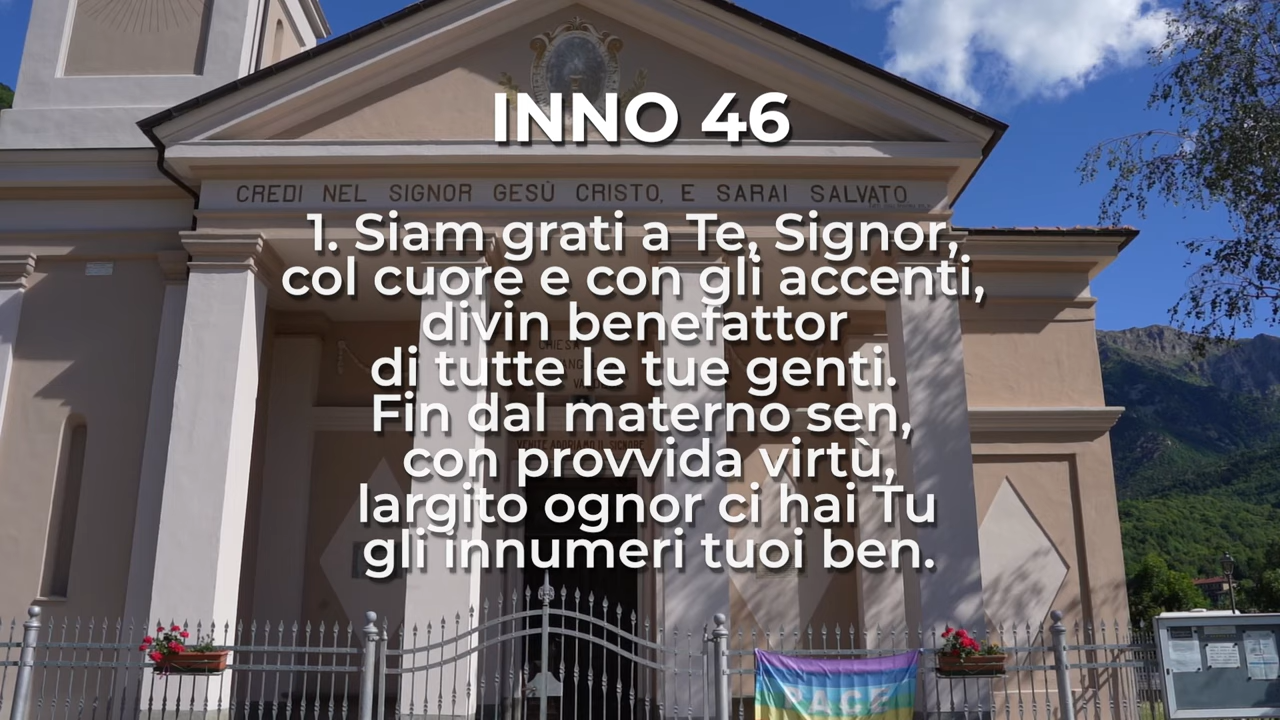 INNO 46
CREDI NEL SIGNOR GESÙ CRISTO, E SARAI SALVATO
1. Siam grati a Te, Signor,
col cuore e con gli accenti,
divin benefattor
di tutte le tue genti.
Fin dal materno sen,
con provvida virtù,
largito ognor ci hai Tu
gli innumeri tuoi ben.
VENITE ADORIAMO IL SIGNORE
PACE